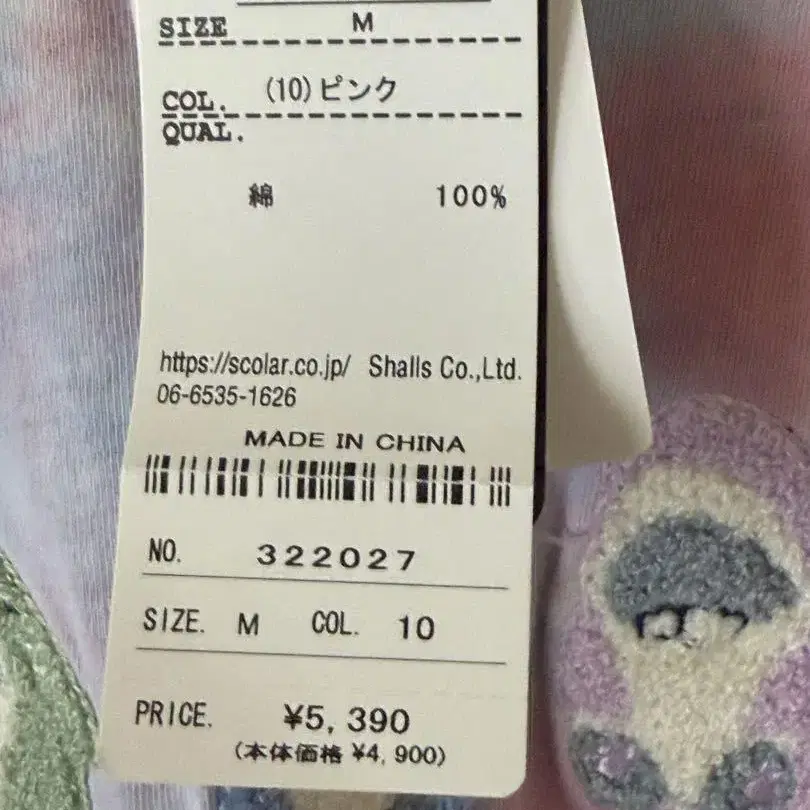 SIZE M
COL. (10)ピンク
QUAL.
綿 100%
https://scolar.co.jp/ Shalls Co.,Ltd.
06-6535-1626
MADE IN CHINA
NO. 322027
SIZE. M COL. 10
PRICE. ¥5,390
(本体価格 ¥4,900)